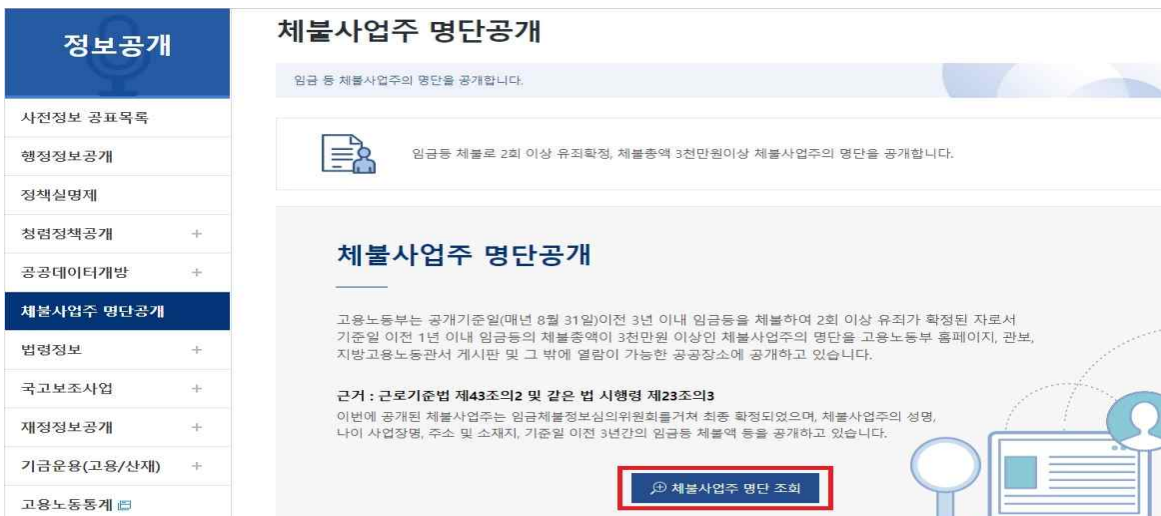 정보공개
사전정보 공표목록
행정정보공개
정책실명제
청렴정책공개 +
공공데이터개방 +
체불사업주 명단공개
법령정보 +
국고보조사업 +
재정정보공개 +
기금운용(고용/산재) +
고용노동통계
체불사업주 명단공개
임금 등 체불사업주의 명단을 공개합니다.
임금등 체불로 2회 이상 유죄확정, 체불총액 3천만원이상 체불사업주의 명단을 공개합니다.
체불사업주 명단공개
고용노동부는 공개기준일(매년 8월 31일)이전 3년 이내 임금등을 체불하여 2회 이상 유죄가 확정된 자로서
기준일 이전 1년 이내 임금등의 체불총액이 3천만원 이상인 체불사업주의 명단을 고용노동부 홈페이지, 관보,
지방고용노동관서 게시판 및 그 밖에 열람이 가능한 공공장소에 공개하고 있습니다.
근거 : 근로기준법 제43조의2 및 같은 법 시행령 제23조의3
이번에 공개된 체불사업주는 임금체불정보심의위원회를거쳐 최종 확정되었으며, 체불사업주의 성명,
나이 사업장명, 주소 및 소재지, 기준일 이전 3년간의 임금등 체불액 등을 공개하고 있습니다.
체불사업주 명단 조회